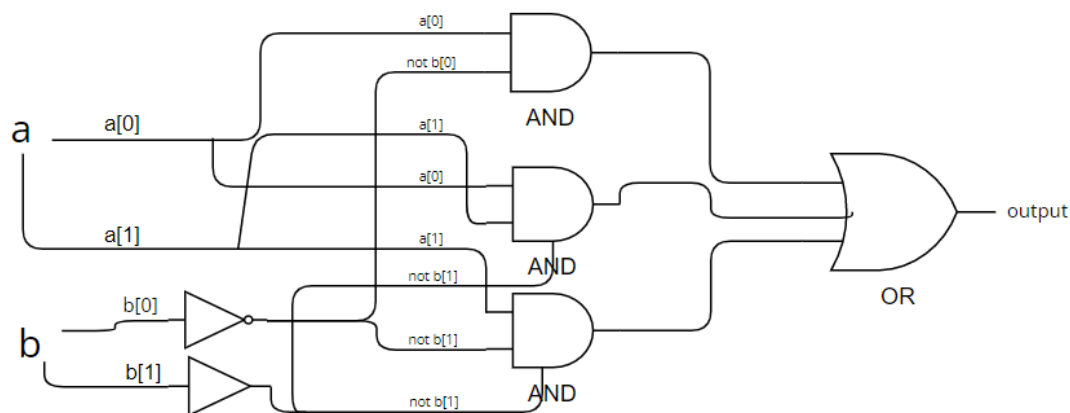 a[0]
not b[0]
AND
a[1]
a[0]
a
a[0]
a[1]
a[1]
AND
not b[1]
output
OR
b[0]
not b[1]
b
b[1]
AND
not b[1]